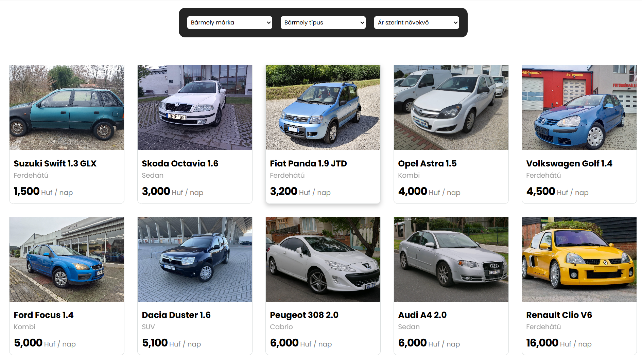 Bármely márka Bármely típus Ár szerint növekvő
Suzuki Swift 1.3 GLX
Ferdehátú
1,500 Huf / nap
Skoda Octavia 1.6
Sedan
3,000 Huf / nap
Fiat Panda 1.9 JTD
Ferdehátú
3,200 Huf / nap
Opel Astra 1.5
Kombi
4,000 Huf / nap
Volkswagen Golf 1.4
Ferdehátú
4,500 Huf / nap
Ford Focus 1.4
Kombi
5,000 Huf / nap
Dacia Duster 1.6
SUV
5,100 Huf / nap
Peugeot 308 2.0
Cabrio
6,000 Huf / nap
Audi A4 2.0
Sedan
6,000 Huf / nap
Renault Clio V6
Ferdehátú
16,000 Huf / nap